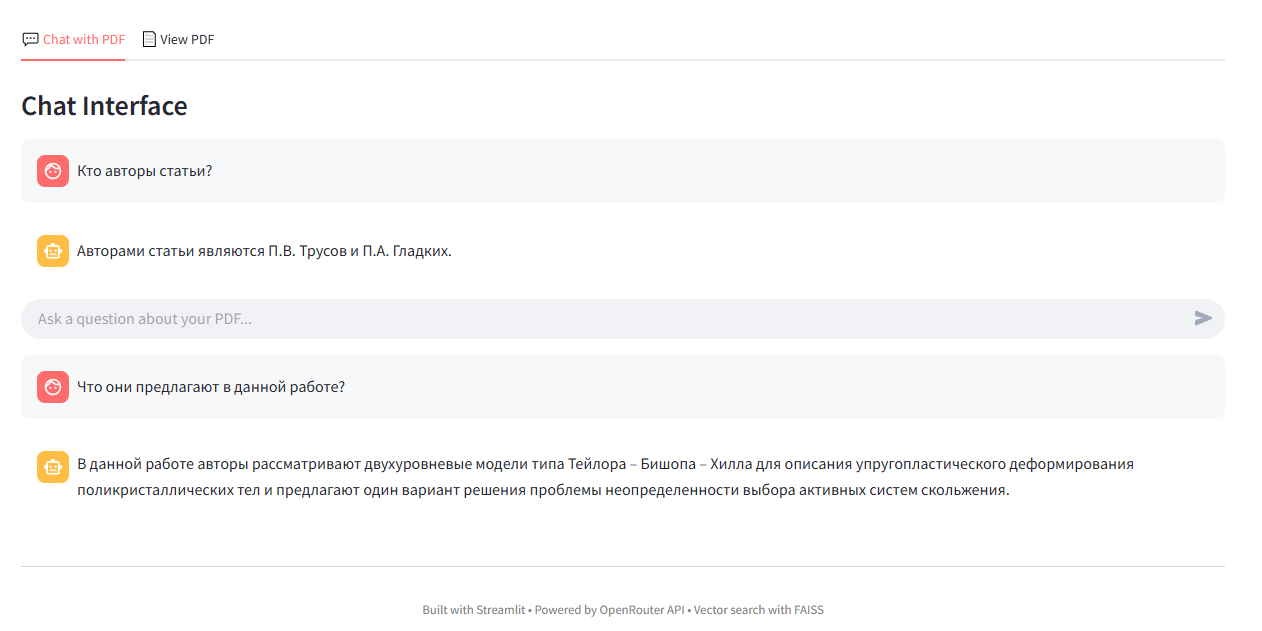 Chat with PDF
View PDF
Chat Interface
Кто авторы статьи?
Авторами статьи являются П.В. Трусов и П.А. Гладких.
Ask a question about your PDF...
Что они предлагают в данной работе?
В данной работе авторы рассматривают двухуровневые модели типа Тейлора – Бишопа – Хилла для описания упругопластического деформирования
поликристаллических тел и предлагают один вариант решения проблемы неопределенности выбора активных систем скольжения.
Built with Streamlit • Powered by OpenRouter API • Vector search with FAISS